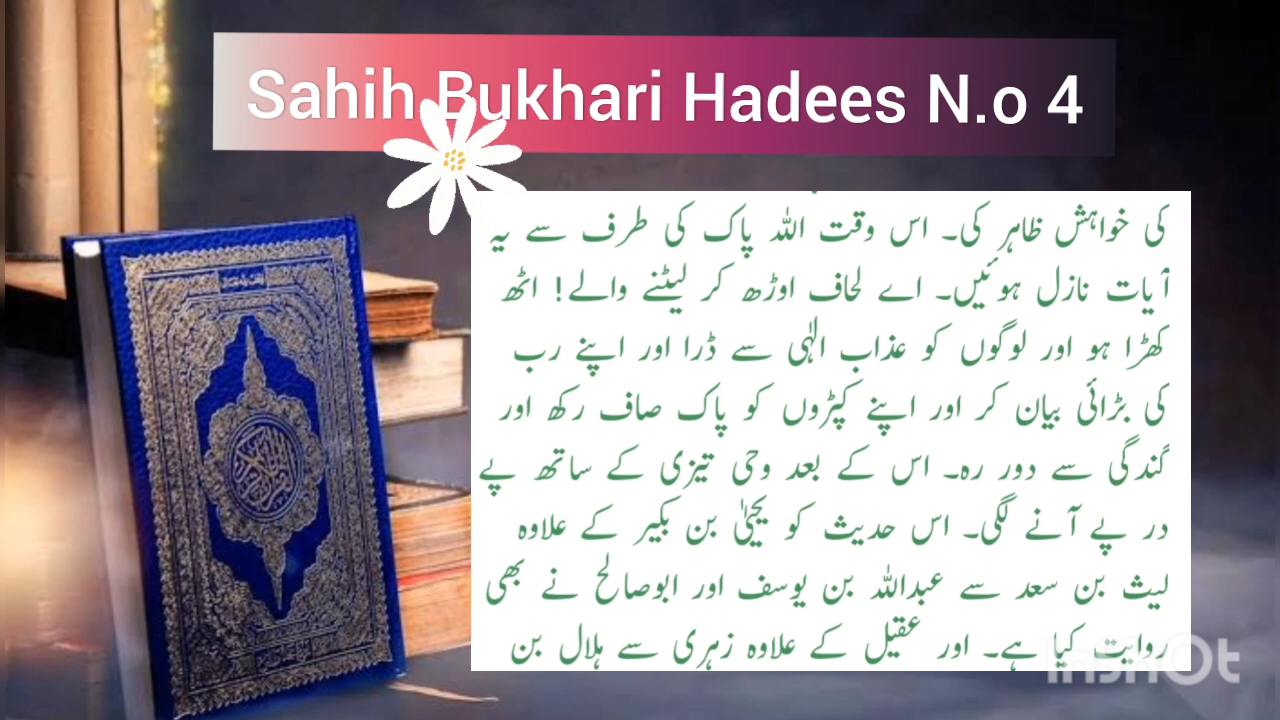 Sahih Bukhari Hadees N.o 4
کی خواہش ظاہر کی۔ اس وقت اللہ پاک کی طرف سے یہ
آیات نازل ہوئیں۔ اے لحاف اوڑھ کر لیٹنے والے! اٹھ
کھڑا ہو اور لوگوں کو عذاب الٰہی سے ڈرا اور اپنے رب
کی بڑائی بیان کر اور اپنے کپڑوں کو پاک صاف رکھ اور
گندگی سے دور رہ۔ اس کے بعد وحی تیزی کے ساتھ پے
در پے آنے لگی۔ اس حدیث کو یحییٰ بن بکیر کے علاوہ
لیث بن سعد سے عبداللہ بن یوسف اور ابوصالح نے بھی
روایت کیا ہے۔ اور عقیل کے علاوہ زہری سے ہلال بن
InShOt